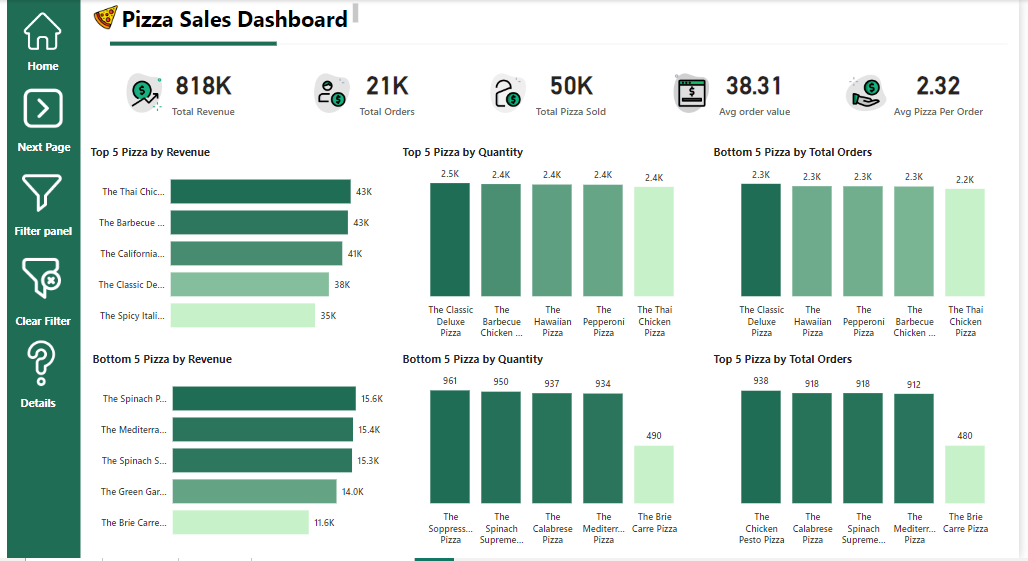 Pizza Sales Dashboard
Home
Next Page
Filter panel
Clear Filter
Details
818K
Total Revenue
21K
Total Orders
50K
Total Pizza Sold
38.31
Avg order value
2.32
Avg Pizza Per Order
Top 5 Pizza by Revenue
The Thai Chic... 43K
The Barbecue ... 43K
The California... 41K
The Classic De... 38K
The Spicy Itali... 35K
Top 5 Pizza by Quantity
2.5K 2.4K 2.4K 2.4K 2.4K
The Classic The The The The Thai
Deluxe Barbecue Hawaiian Pepperoni Chicken
Pizza Chicken ... Pizza Pizza Pizza
Bottom 5 Pizza by Total Orders
2.3K 2.3K 2.3K 2.3K 2.2K
The Classic The The The The Thai
Deluxe Hawaiian Pepperoni Barbecue Chicken
Pizza Pizza Pizza Chicken ... Pizza
Bottom 5 Pizza by Revenue
The Spinach P... 15.6K
The Mediterra... 15.4K
The Spinach S... 15.3K
The Green Gar... 14.0K
The Brie Carre... 11.6K
Bottom 5 Pizza by Quantity
961 950 937 934 490
The The The The The Brie
Soppress... Spinach Calabrese Mediterr... Carre Pizza
Pizza Supreme... Pizza Pizza
Top 5 Pizza by Total Orders
938 918 918 912 480
The The The The The Brie
Chicken Calabrese Spinach Mediterr... Carre Pizza
Pesto Pizza Pizza Supreme... Pizza